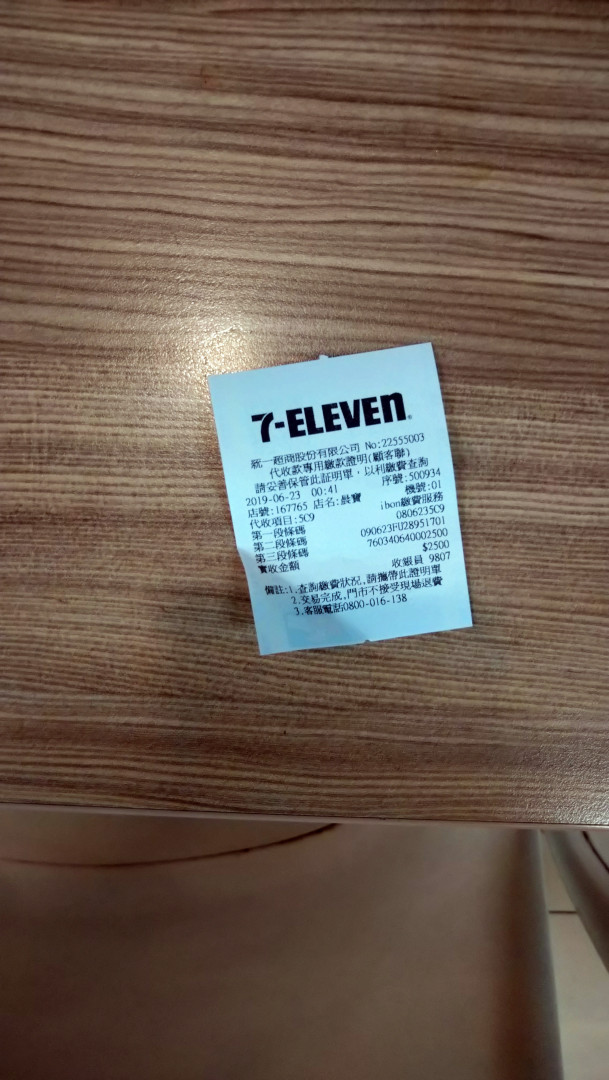 7-ELEVEn
統一超商股份有限公司 No:22555003
代收款專用繳款證明(顧客聯)
請妥善保管此証明單，以利繳費查詢
2019-06-23 00:41 序號:500934
店號:167765 店名:晨寶 機號:01
代收項目:5C9 ibon繳費服務
第一段條碼 0806235C9
第二段條碼 090623FU28951701
第三段條碼 760340640002500
實收金額 $2500
收銀員 9807
備註:1.查詢繳費狀況,請攜帶此證明單
2.交易完成,門市不接受現場退費
3.客服電話0800-016-138